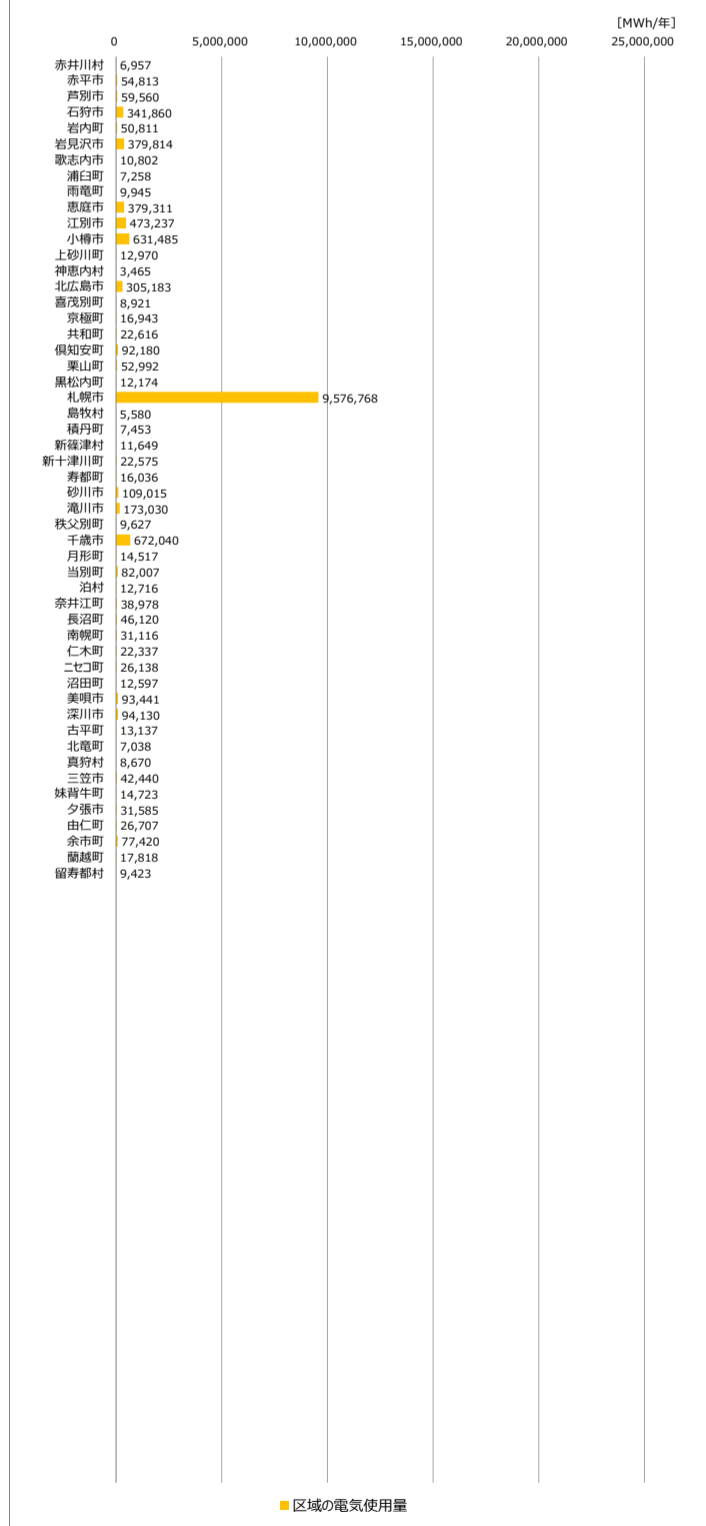 [MWh/年]
0 5,000,000 10,000,000 15,000,000 20,000,000 25,000,000
赤井川村 6,957
赤平市 54,813
芦別市 59,560
石狩市 341,860
岩内町 50,811
岩見沢市 379,814
歌志内市 10,802
浦臼町 7,258
雨竜町 9,945
恵庭市 379,311
江別市 473,237
小樽市 631,485
上砂川町 12,970
神恵内村 3,465
北広島市 305,183
喜茂別町 8,921
京極町 16,943
共和町 22,616
倶知安町 92,180
栗山町 52,992
黒松内町 12,174
札幌市 9,576,768
島牧村 5,580
積丹町 7,453
新篠津村 11,649
新十津川町 22,575
寿都町 16,036
砂川市 109,015
滝川市 173,030
秩父別町 9,627
千歳市 672,040
月形町 14,517
当別町 82,007
泊村 12,716
奈井江町 38,978
長沼町 46,120
南幌町 31,116
仁木町 22,337
ニセコ町 26,138
沼田町 12,597
美唄市 93,441
深川市 94,130
古平町 13,137
北竜町 7,038
真狩村 8,670
三笠市 42,440
妹背牛町 14,723
夕張市 31,585
由仁町 26,707
余市町 77,420
蘭越町 17,818
留寿都村 9,423
区域の電気使用量